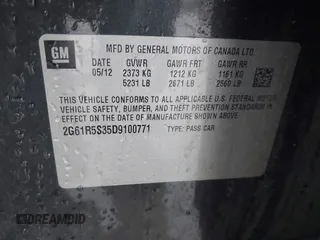 GM
MFD BY GENERAL MOTORS OF CANADA LTD.
DATE GVWR GAWR FRT GAWR RR
05/12 2373 KG 1212 KG 1161 KG
5231 LB 2671 LB 2560 LB
THIS VEHICLE CONFORMS TO ALL APPLICABLE U.S. FEDERAL MOTOR
VEHICLE SAFETY, BUMPER, AND THEFT PREVENTION STANDARDS IN
EFFECT ON THE DATE OF MANUFACTURE SHOWN ABOVE.
2G61R5S35D9100771 TYPE: PASS CAR
DREAMBID